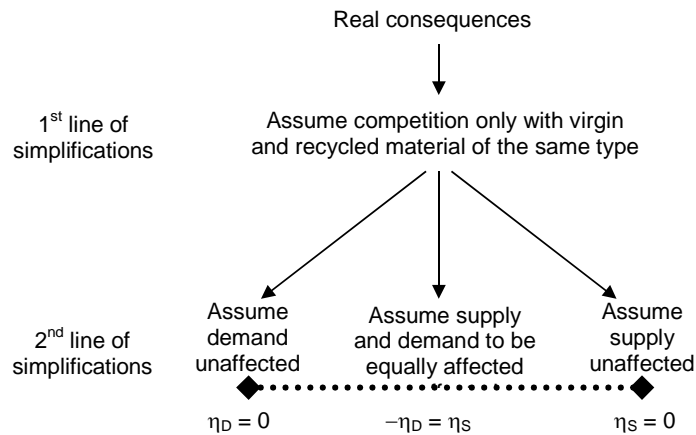 Real consequences
1st line of
simplifications
Assume competition only with virgin
and recycled material of the same type
2nd line of
simplifications
Assume
demand
unaffected
Assume supply
and demand to be
equally affected
Assume
supply
unaffected
ηD = 0
−ηD = ηS
ηS = 0